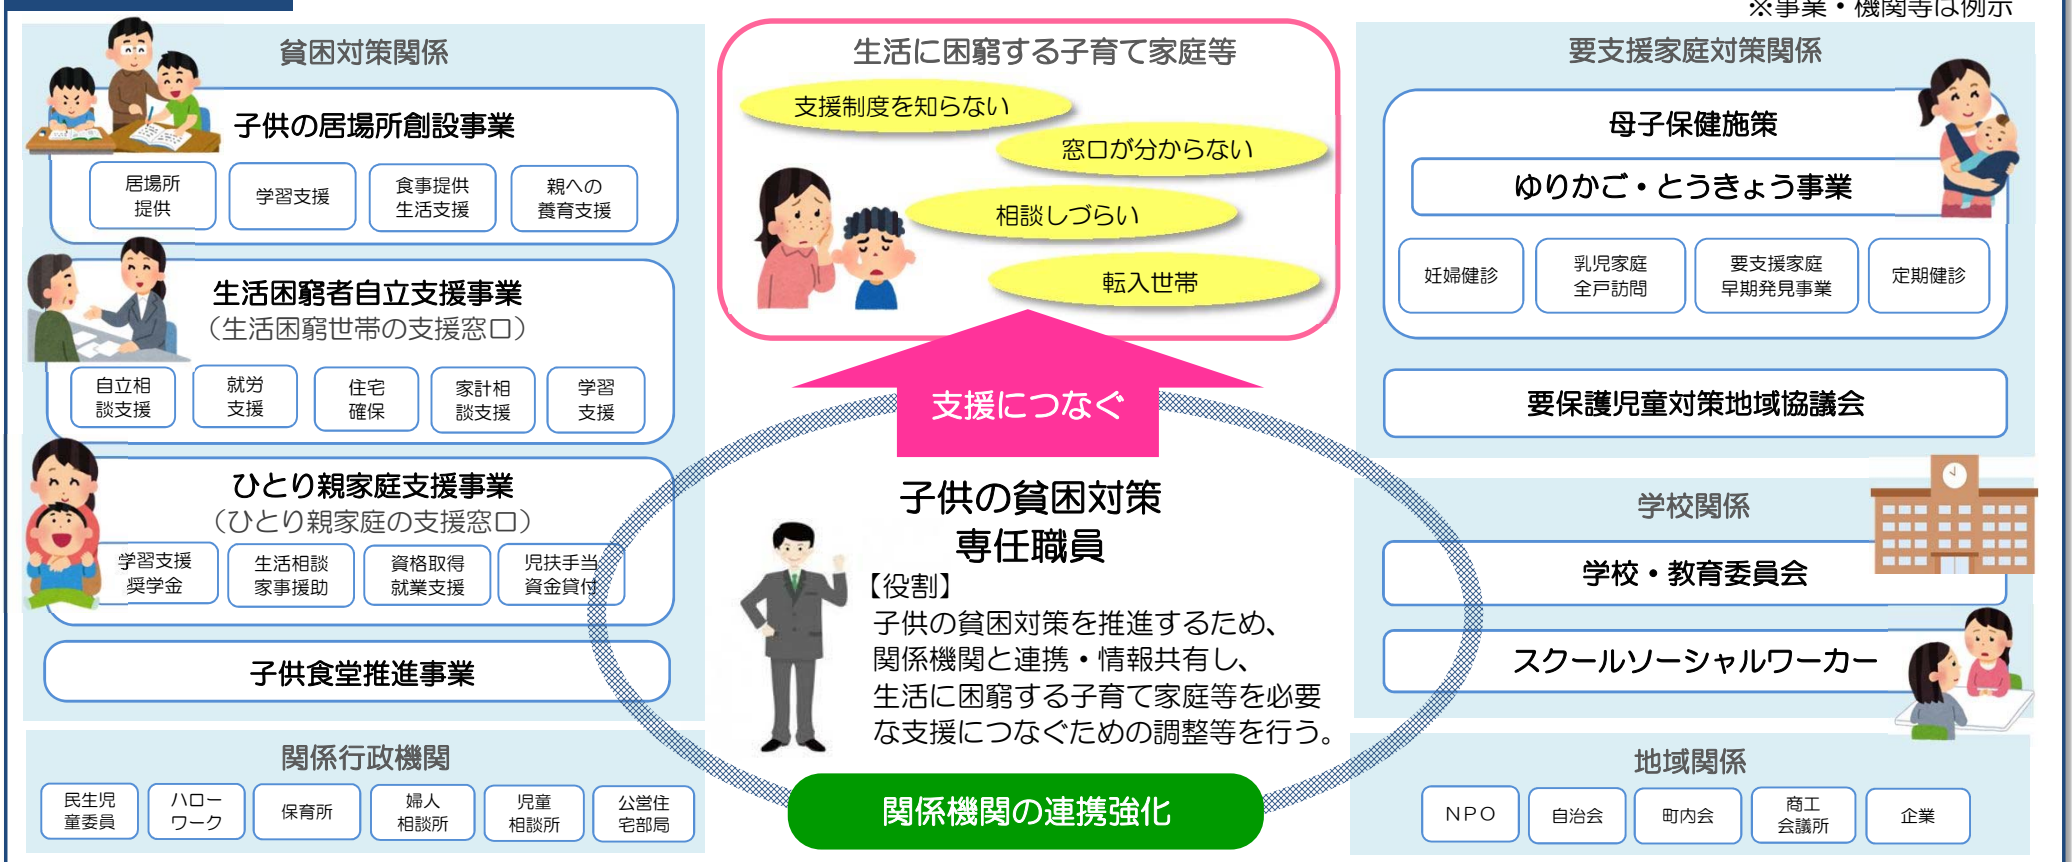 ※事業・機関等は例示
貧困対策関係
子供の居場所創設事業
居場所
提供
学習支援
食事提供
生活支援
親への
養育支援
生活困窮者自立支援事業
（生活困窮世帯の支援窓口）
自立相
談支援
就労
支援
住宅
確保
家計相
談支援
学習
支援
ひとり親家庭支援事業
（ひとり親家庭の支援窓口）
学習支援
奨学金
生活相談
家事援助
資格取得
就業支援
児扶手当
資金貸付
子供食堂推進事業
関係行政機関
民生児
童委員
ハロー
ワーク
保育所
婦人
相談所
児童
相談所
公営住
宅部局
生活に困窮する子育て家庭等
支援制度を知らない
窓口が分からない
相談しづらい
転入世帯
支援につなぐ
子供の貧困対策
専任職員
【役割】
子供の貧困対策を推進するため、
関係機関と連携・情報共有し、
生活に困窮する子育て家庭等を必要
な支援につなぐための調整等を行う。
関係機関の連携強化
要支援家庭対策関係
母子保健施策
ゆりかご・とうきょう事業
妊婦健診
乳児家庭
全戸訪問
要支援家庭
早期発見事業
定期健診
要保護児童対策地域協議会
学校関係
学校・教育委員会
スクールソーシャルワーカー
地域関係
ＮＰＯ
自治会
町内会
商工
会議所
企業